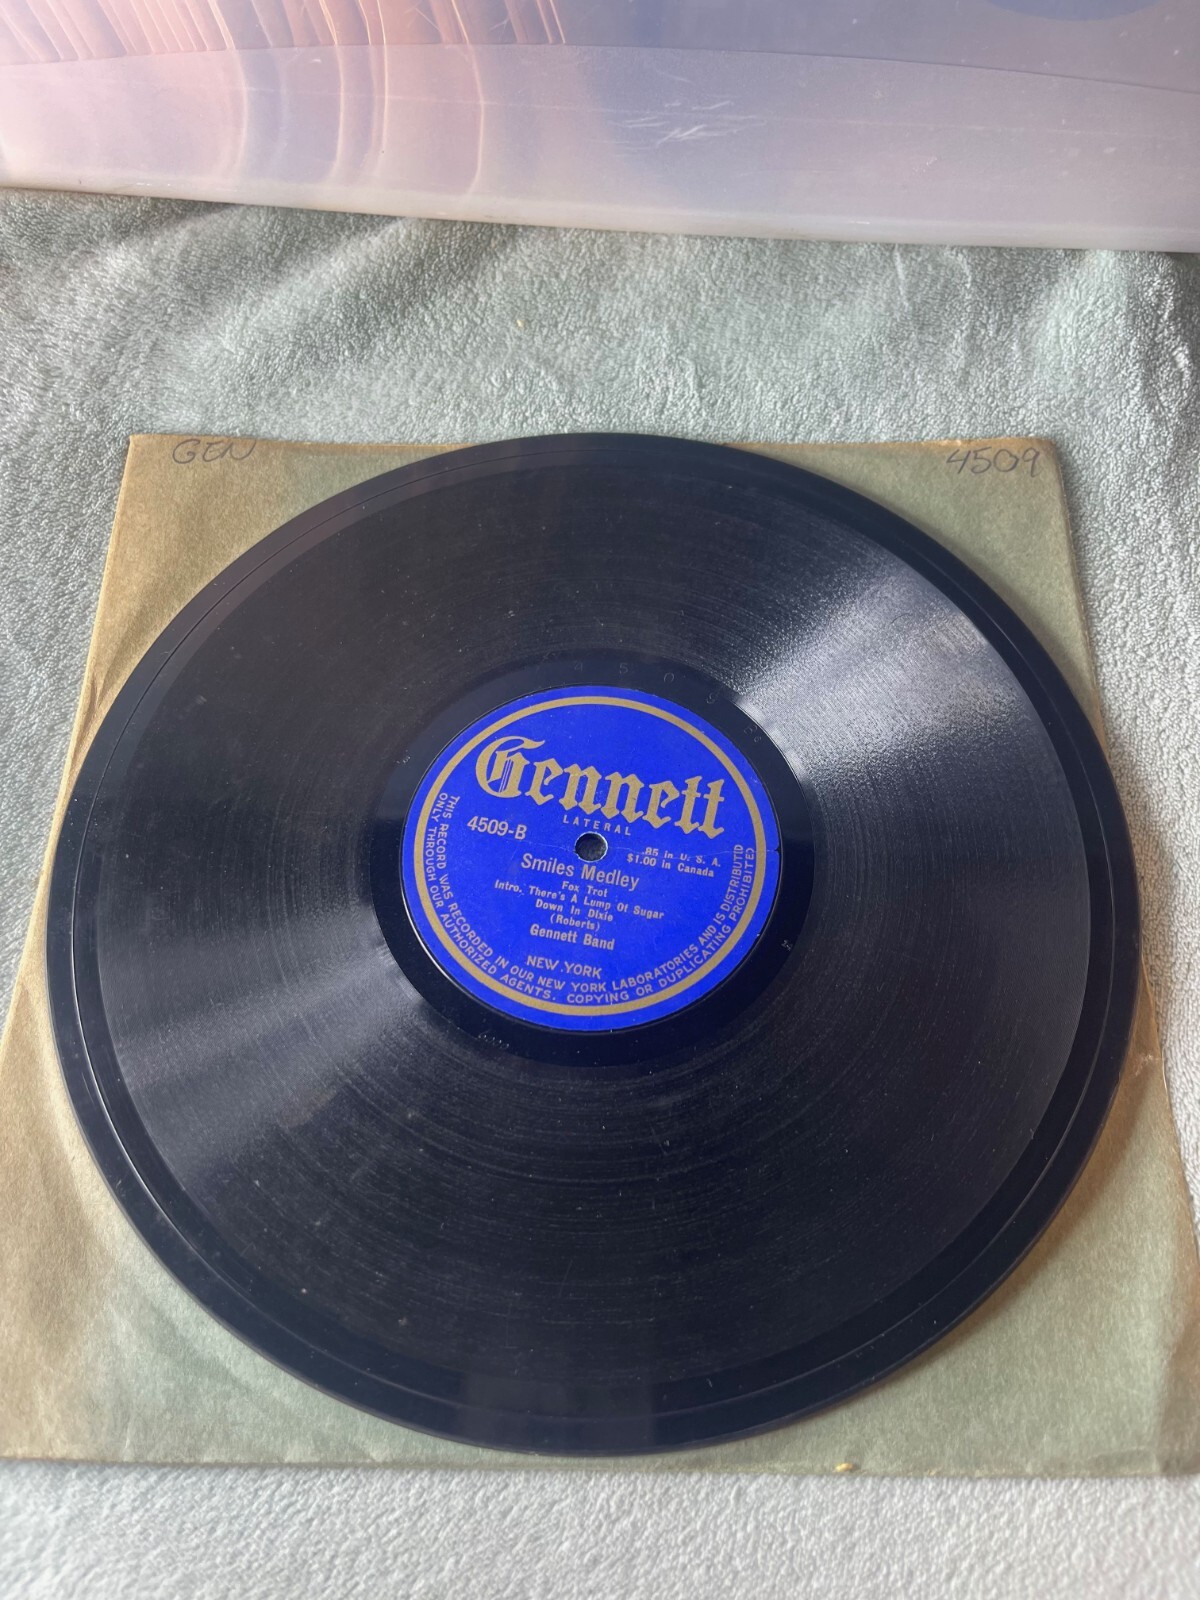 GEN
4509
4509
Gennett
LATERAL
4509-B
.85 in U. S. A.
$1.00 in Canada
Smiles Medley
Fox Trot
Intro. There's A Lump Of Sugar
Down In Dixie
(Roberts)
Gennett Band
NEW YORK
THIS RECORD WAS RECORDED IN OUR NEW YORK LABORATORIES AND IS DISTRIBUTED
ONLY THROUGH OUR AUTHORIZED AGENTS. COPYING OR DUPLICATING PROHIBITED